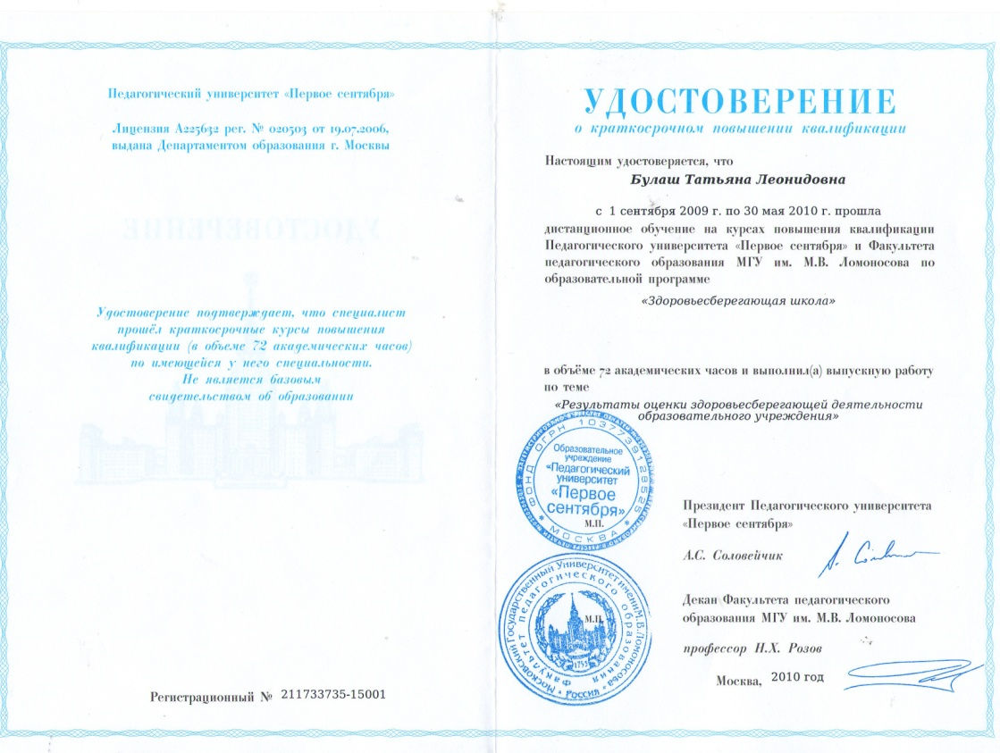 Педагогический университет «Первое сентября»
Лицензия А225632 рег. № 020503 от 19.07.2006,
выдана Департаментом образования г. Москвы
Удостоверение подтверждает, что специалист
прошёл краткосрочные курсы повышения
квалификации (в объеме 72 академических часов)
по имеющейся у него специальности.
Не является базовым
свидетельством об образовании
Регистрационный № 211733735-15001
УДОСТОВЕРЕНИЕ
о краткосрочном повышении квалификации
Настоящим удостоверяется, что
Булаш Татьяна Леонидовна
с 1 сентября 2009 г. по 30 мая 2010 г. прошла
дистанционное обучение на курсах повышения квалификации
Педагогического университета «Первое сентября» и Факультета
педагогического образования МГУ им. М.В. Ломоносова по
образовательной программе
«Здоровьесберегающая школа»
в объёме 72 академических часов и выполнил(а) выпускную работу
по теме
«Результаты оценки здоровьесберегающей деятельности
образовательного учреждения»
ФОНД ОГРН 1037739128525
* МОСКВА *
Образовательное
учреждение
«Педагогический
университет
«Первое
сентября»
М.П.
Президент Педагогического университета
«Первое сентября»
А.С. Соловейчик
Московский Государственный Университет имени М.В. Ломоносова
* РОССИЯ *
Факультет педагогического образования
М.П.
1755
Декан Факультета педагогического
образования МГУ им. М.В. Ломоносова
профессор Н.Х. Розов
Москва, 2010 год